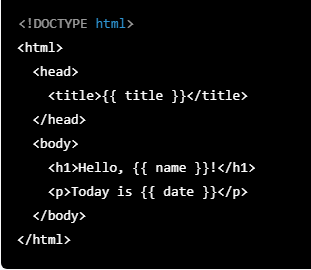 <!DOCTYPE html>
<html>
  <head>
    <title>{{ title }}</title>
  </head>
  <body>
    <h1>Hello, {{ name }}!</h1>
    <p>Today is {{ date }}</p>
  </body>
</html>